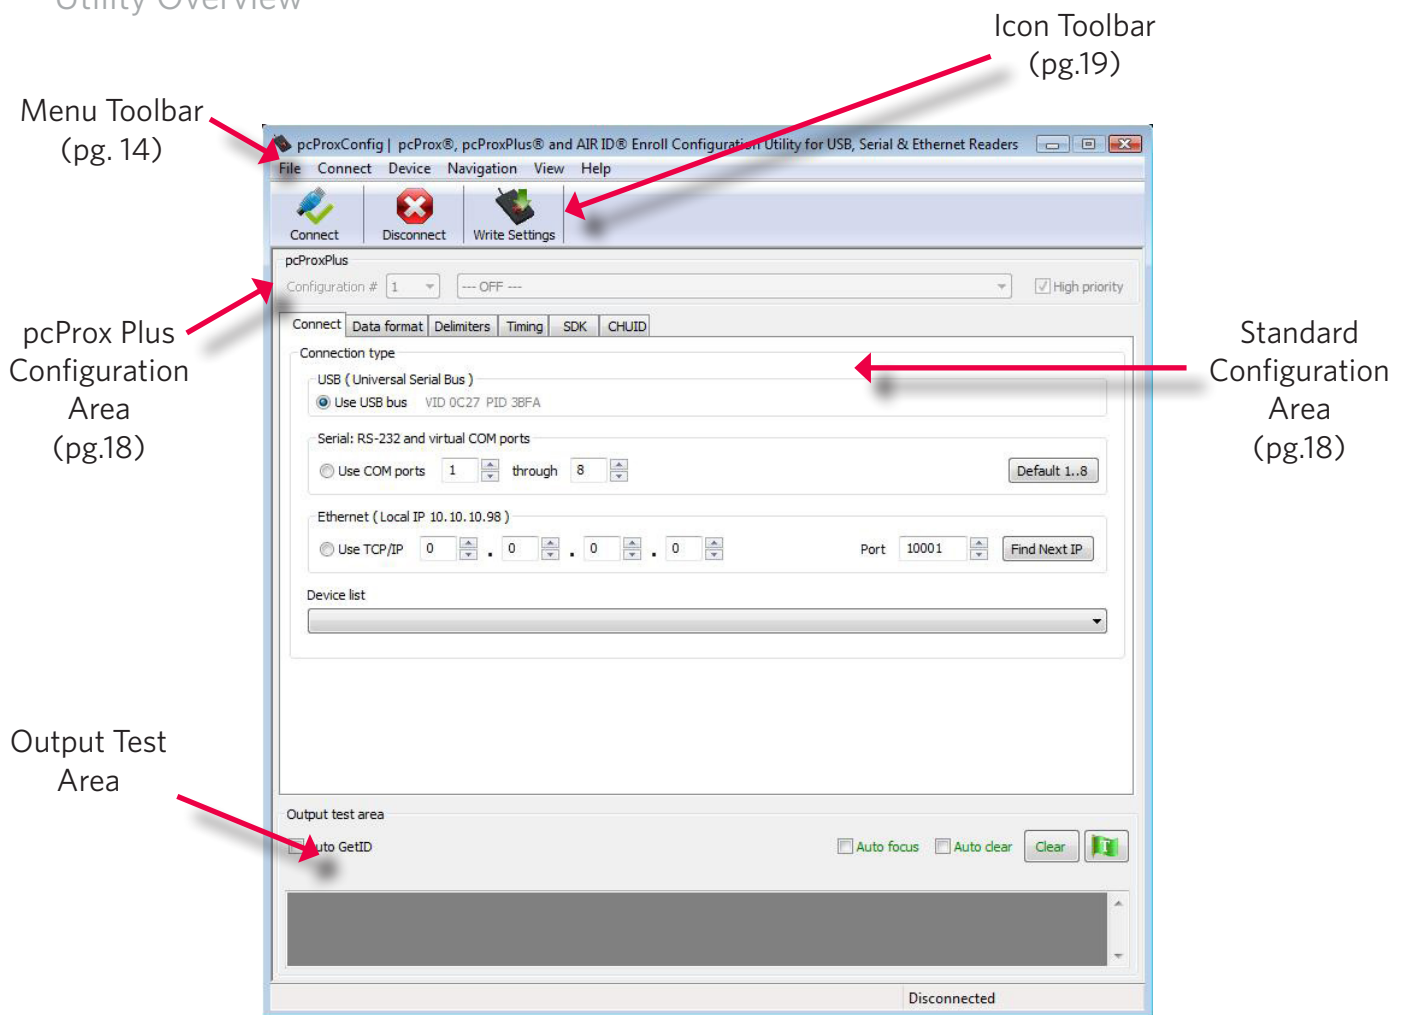 Utility Overview
Icon Toolbar
(pg.19)
Menu Toolbar
(pg. 14)
pcProxConfig | pcProx®, pcProxPlus® and AIR ID® Enroll Configuration Utility for USB, Serial & Ethernet Readers
File Connect Device Navigation View Help
Connect Disconnect Write Settings
pcProxPlus
Configuration # 1 --- OFF --- High priority
pcProx Plus
Configuration
Area
(pg.18)
Connect Data format Delimiters Timing SDK CHUID
Connection type
USB ( Universal Serial Bus )
Use USB bus VID 0C27 PID 3BFA
Standard
Configuration
Area
(pg.18)
Serial: RS-232 and virtual COM ports
Use COM ports 1 through 8 Default 1..8
Ethernet ( Local IP 10.10.10.98 )
Use TCP/IP 0 . 0 . 0 . 0 Port 10001 Find Next IP
Device list
Output Test
Area
Output test area
Auto GetID Auto focus Auto clear Clear
Disconnected